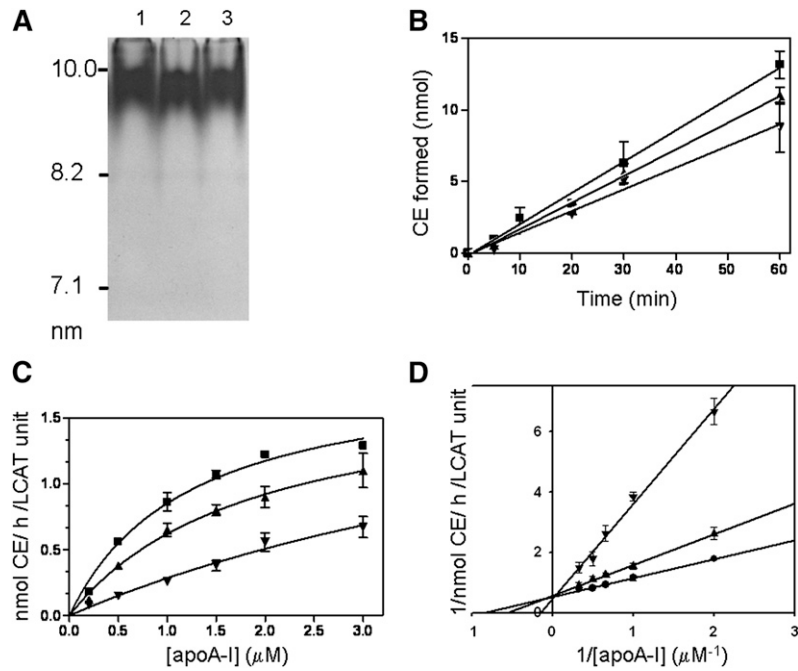 A
1 2 3
10.0
8.2
7.1
nm
B
CE formed (nmol)
15
10
5
0
0 10 20 30 40 50 60
Time (min)
C
nmol CE/ h /LCAT unit
1.5
1.0
0.5
0.0
0.0 0.5 1.0 1.5 2.0 2.5 3.0
[apoA-I] (μM)
D
1/nmol CE/ h /LCAT unit
6
4
2
0
1 0 1 2 3
1/[apoA-I] (μM-1)